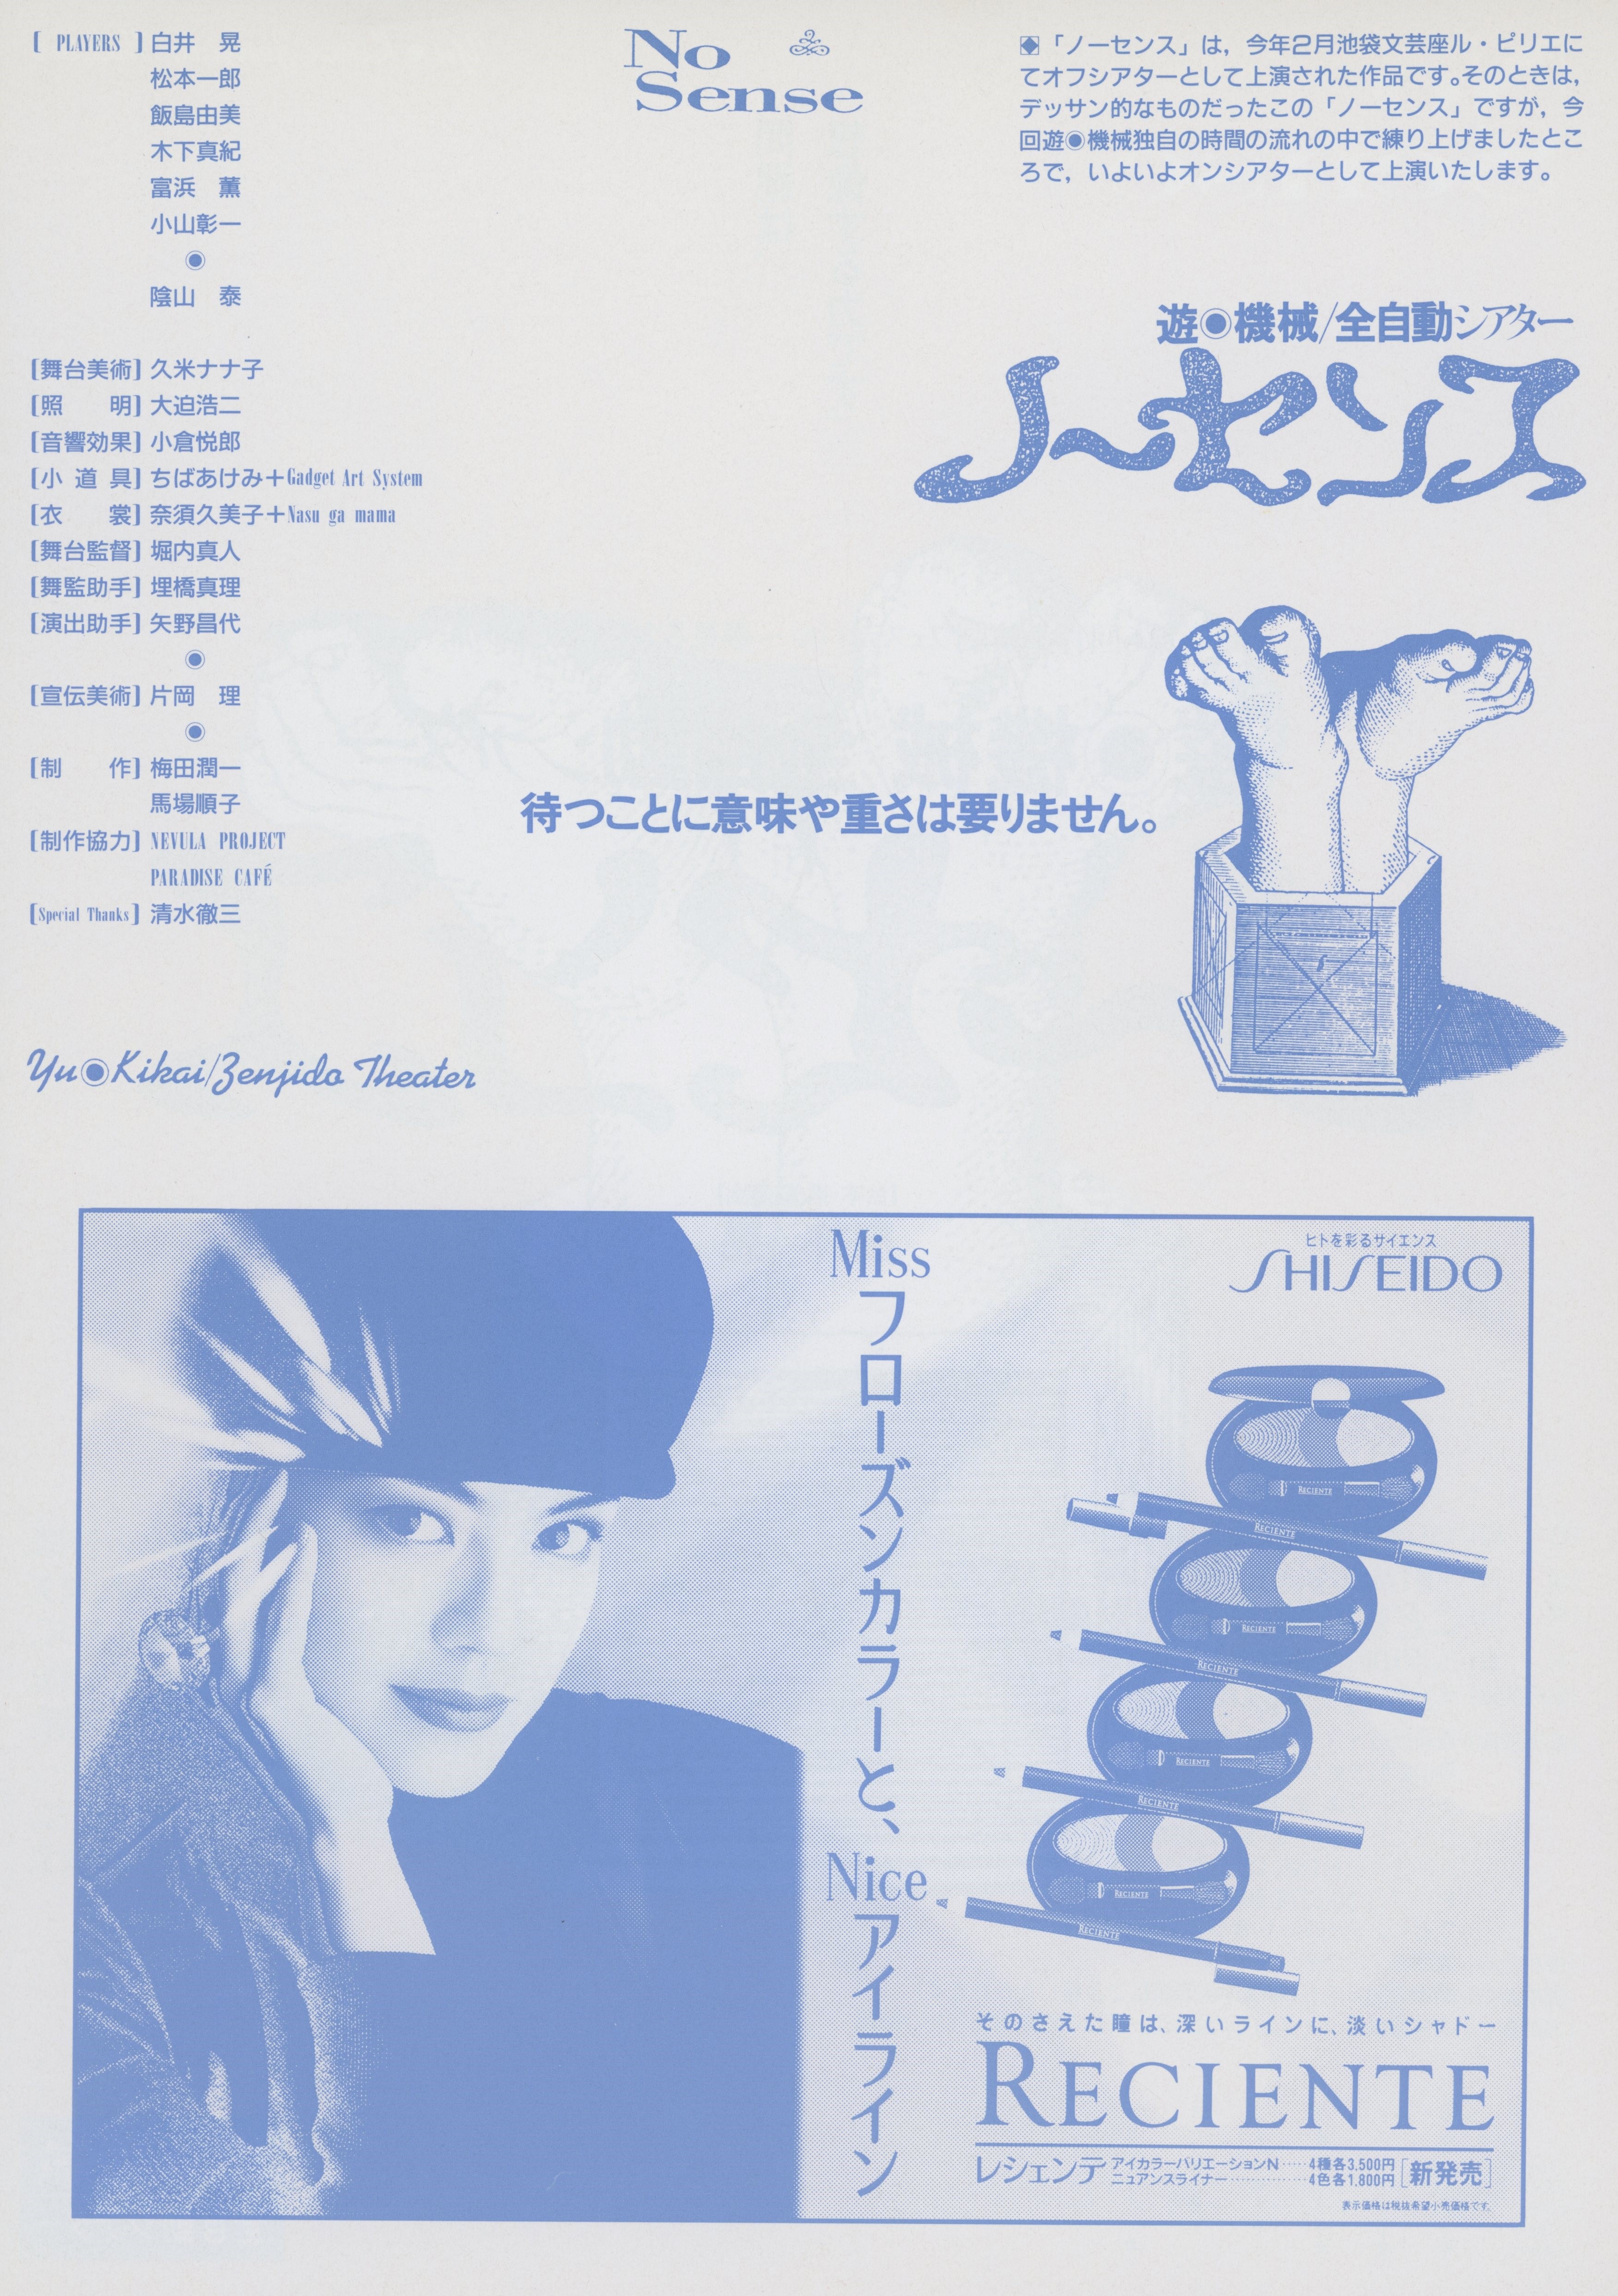 [ PLAYERS ] 白井　晃
松本一郎
飯島由美
木下真紀
富浜　薫
小山彰一
◉
陰山　泰
[舞台美術] 久米ナナ子
[照　　明] 大迫浩二
[音響効果] 小倉悦郎
[小 道 具] ちばあけみ＋Gadget Art System
[衣　　裳] 奈須久美子＋Nasu ga mama
[舞台監督] 堀内真人
[舞監助手] 埋橋真理
[演出助手] 矢野昌代
◉
[宣伝美術] 片岡　理
◉
[制　　作] 梅田潤一
馬場順子
[制作協力] NEVULA PROJECT
PARADISE CAFÉ
[Special Thanks] 清水徹三
Yu◉Kikai/Zenjido Theater
No
Sense
◆「ノーセンス」は，今年2月池袋文芸座ル・ピリエに
てオフシアターとして上演された作品です。そのときは，
デッサン的なものだったこの「ノーセンス」ですが，今
回遊◉機械独自の時間の流れの中で練り上げましたとこ
ろで，いよいよオンシアターとして上演いたします。
遊◉機械/全自動シアター
ノーセンス
待つことに意味や重さは要りません。
Miss フローズンカラーと、Nice アイライン
ヒトを彩るサイエンス
SHISEIDO
RECIENTE
RECIENTE
RECIENTE
RECIENTE
RECIENTE
RECIENTE
RECIENTE
RECIENTE
そのさえた瞳は、深いラインに、淡いシャドー
RECIENTE
レシェンテ アイカラーバリエーションN……4種各3,500円 [新発売]
ニュアンスライナー……………4色各1,800円
表示価格は税抜希望小売価格です。